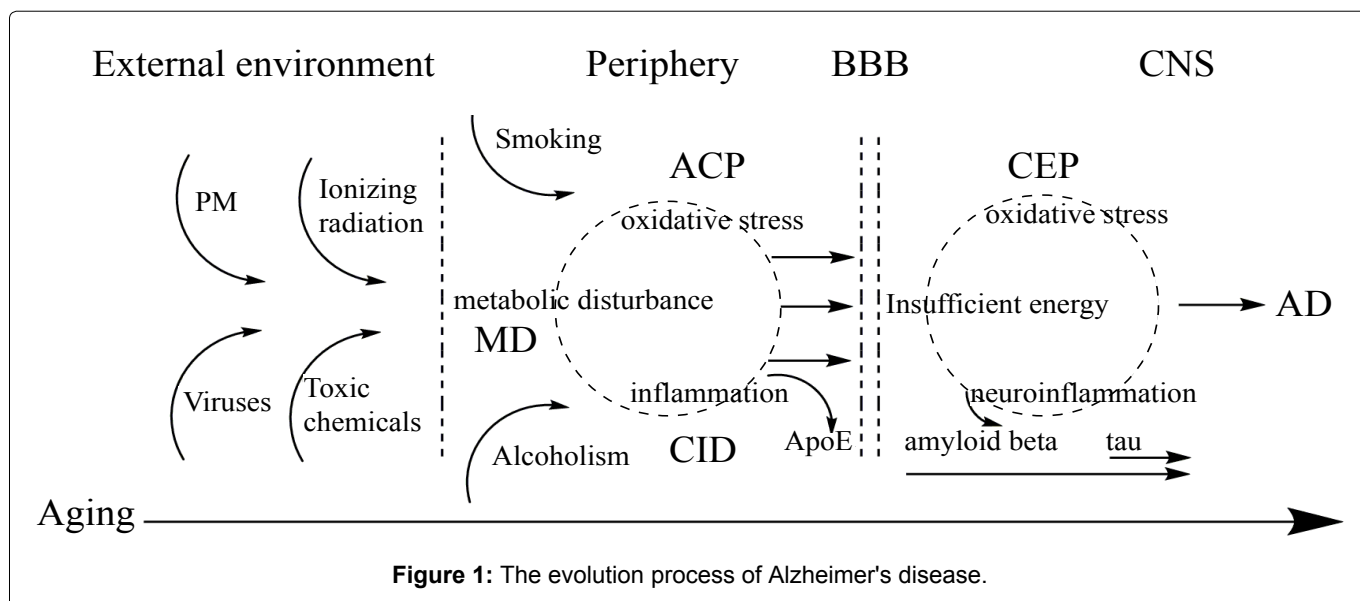 External environment
Periphery
BBB
CNS
PM
Ionizing
radiation
Viruses
Toxic
chemicals
Smoking
ACP
oxidative stress
metabolic disturbance
MD
inflammation
CID
Alcoholism
ApoE
CEP
oxidative stress
Insufficient energy
neuroinflammation
amyloid beta
tau
AD
Aging
Figure 1: The evolution process of Alzheimer's disease.